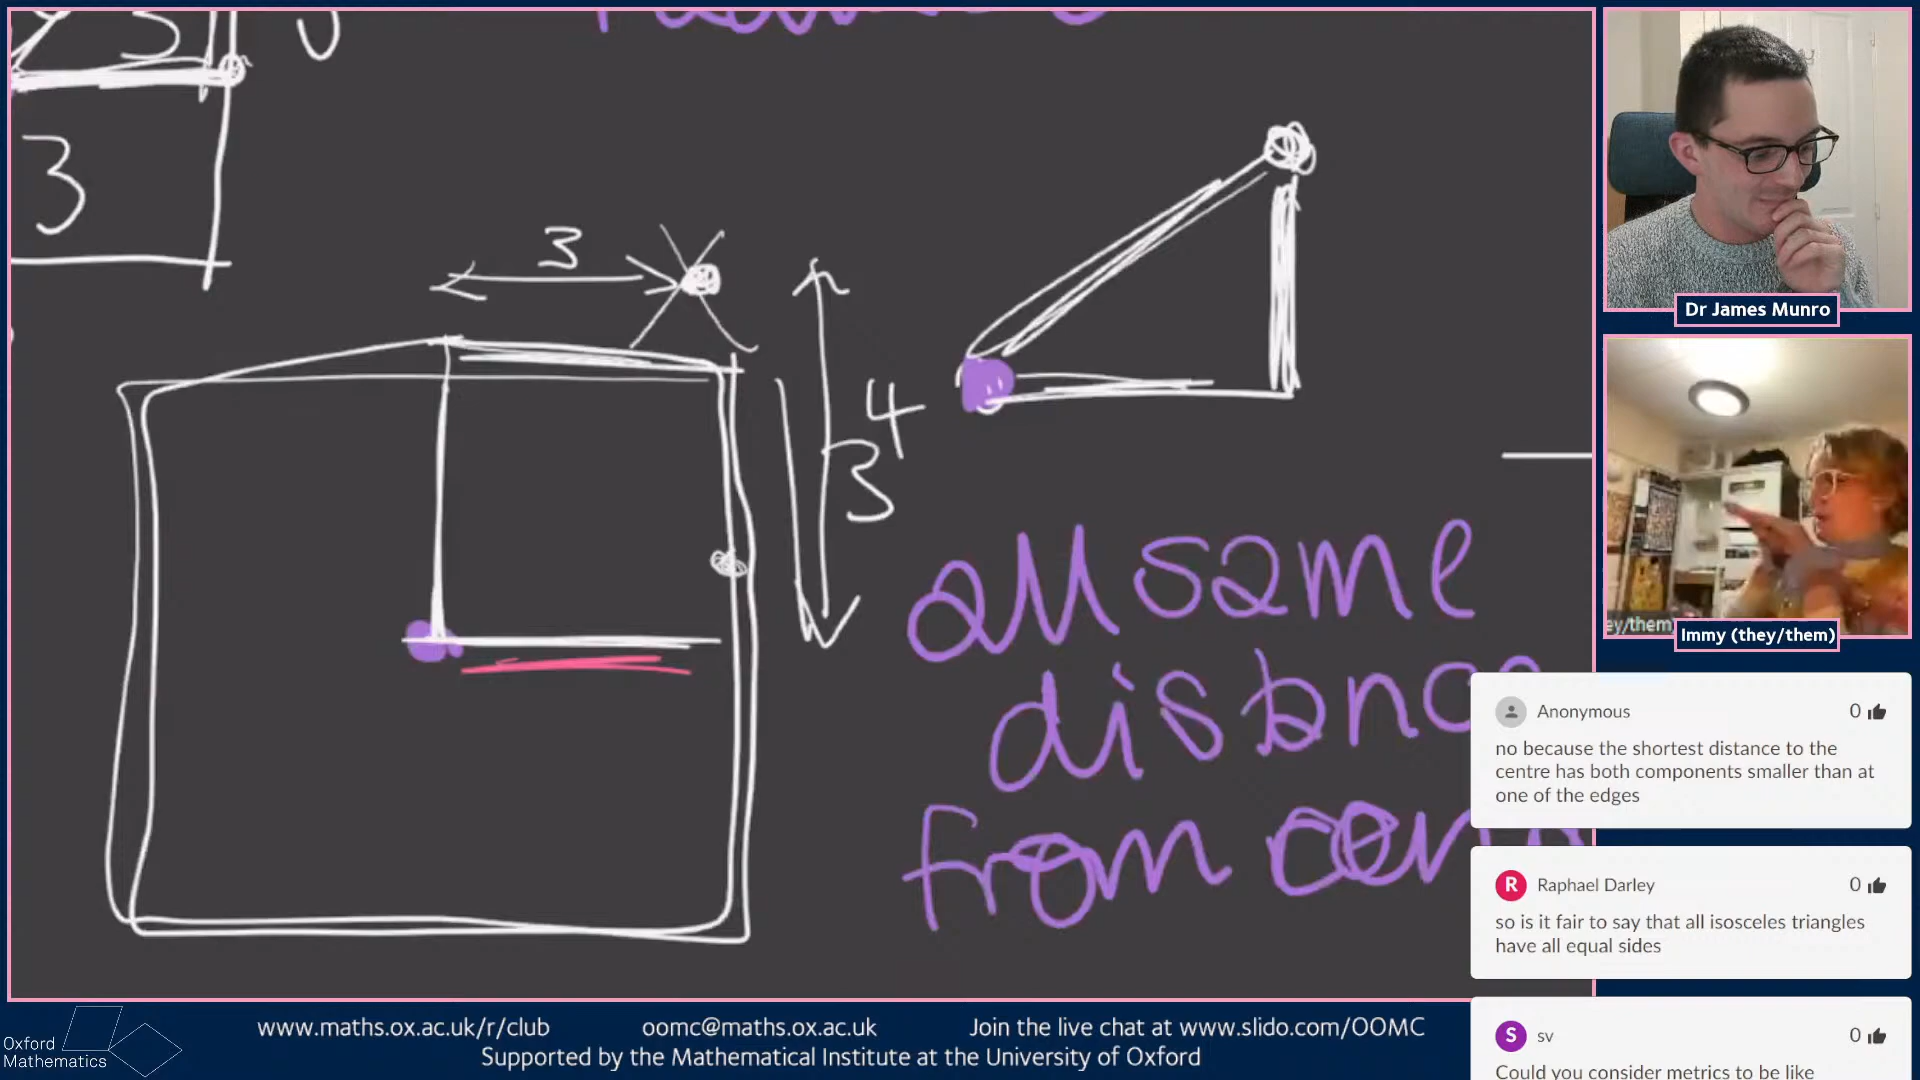 3
3
3
4
3
all same
distanc
from cen
Dr James Munro
ey/them)
Immy (they/them)
Anonymous
0
no because the shortest distance to the
centre has both components smaller than at
one of the edges
R
Raphael Darley
0
so is it fair to say that all isosceles triangles
have all equal sides
S
sv
0
Could you consider metrics to be like
Oxford
Mathematics
www.maths.ox.ac.uk/r/club
oomc@maths.ox.ac.uk
Join the live chat at www.slido.com/OOMC
Supported by the Mathematical Institute at the University of Oxford